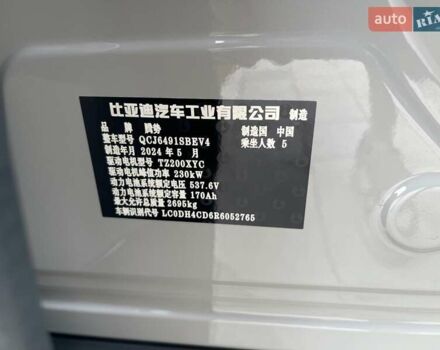 AUTO.RIA
比亚迪汽车工业有限公司 制造
品牌 腾势 制造国 中国
整车型号 QCJ6491SBEV4 乘坐人数 5
制造年月 2024 年 5 月
驱动电机型号 TZ200XYC
驱动电机峰值功率 230kW
动力电池系统额定电压 537.6V
动力电池系统额定容量 170Ah
最大允许总质量 2695kg
车辆识别代号 LC0DH4CD6R6052765